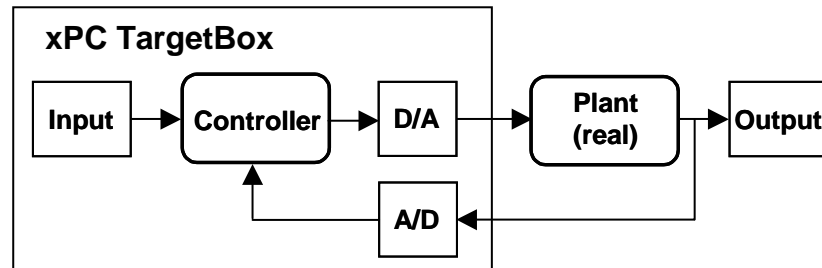 xPC TargetBox
Input
Controller
D/A
Plant
(real)
Output
A/D